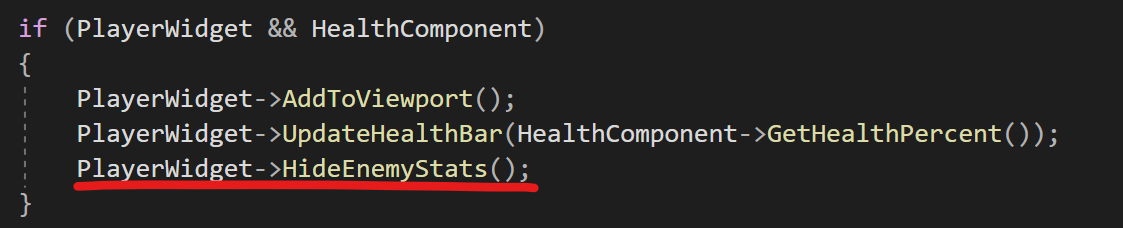 if (PlayerWidget && HealthComponent)
{
PlayerWidget->AddToViewport();
PlayerWidget->UpdateHealthBar(HealthComponent->GetHealthPercent());
PlayerWidget->HideEnemyStats();
}